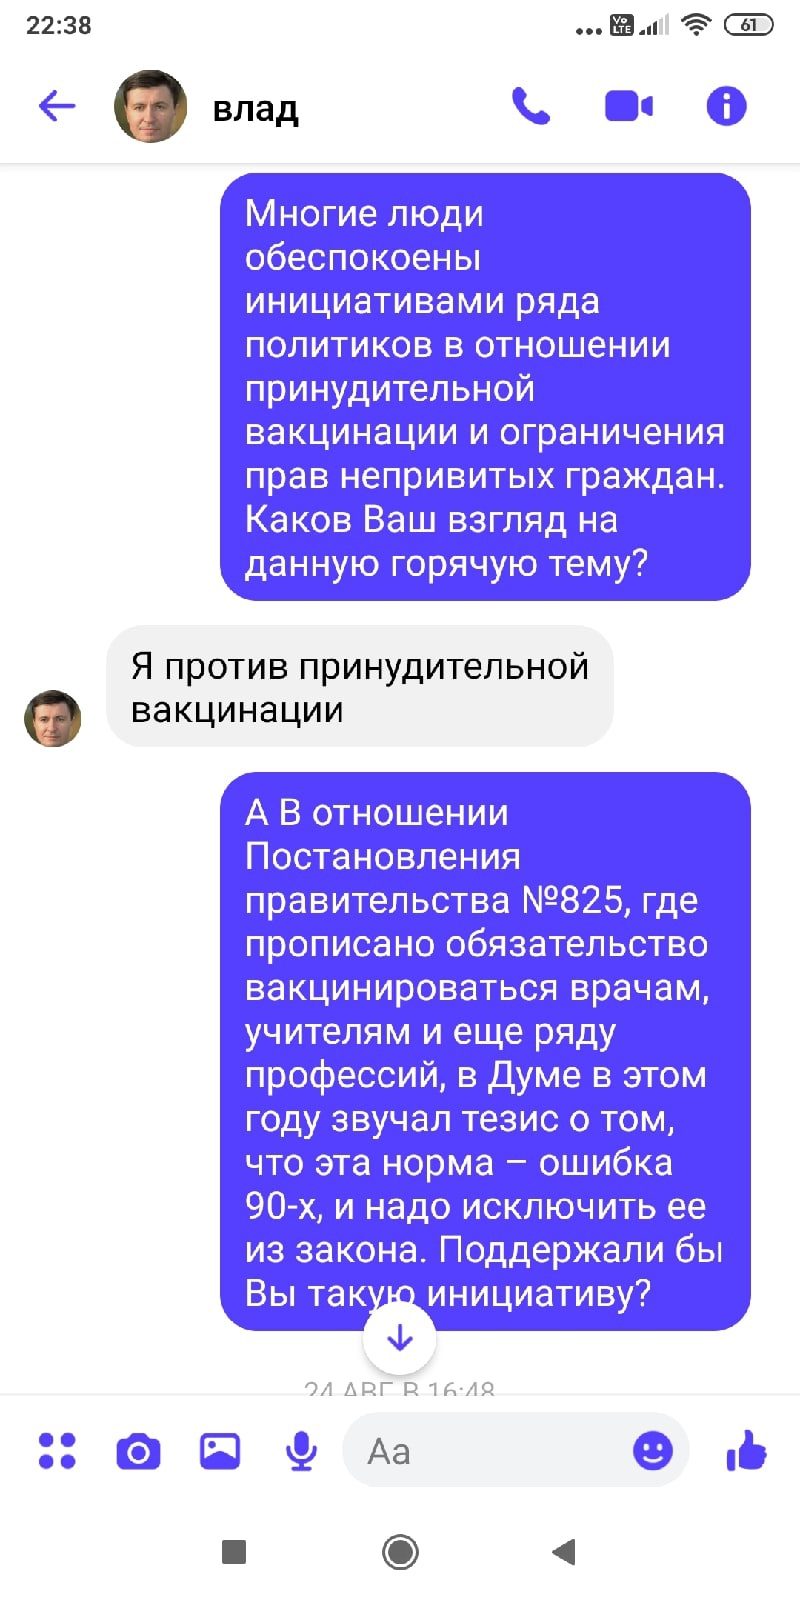 22:38
Vo LTE
61
влад
Многие люди
обеспокоены
инициативами ряда
политиков в отношении
принудительной
вакцинации и ограничения
прав непривитых граждан.
Каков Ваш взгляд на
данную горячую тему?
Я против принудительной
вакцинации
А В отношении
Постановления
правительства №825, где
прописано обязательство
вакцинироваться врачам,
учителям и еще ряду
профессий, в Думе в этом
году звучал тезис о том,
что эта норма – ошибка
90-х, и надо исключить ее
из закона. Поддержали бы
Вы такую инициативу?
24 АВГ В 16:48
Aa